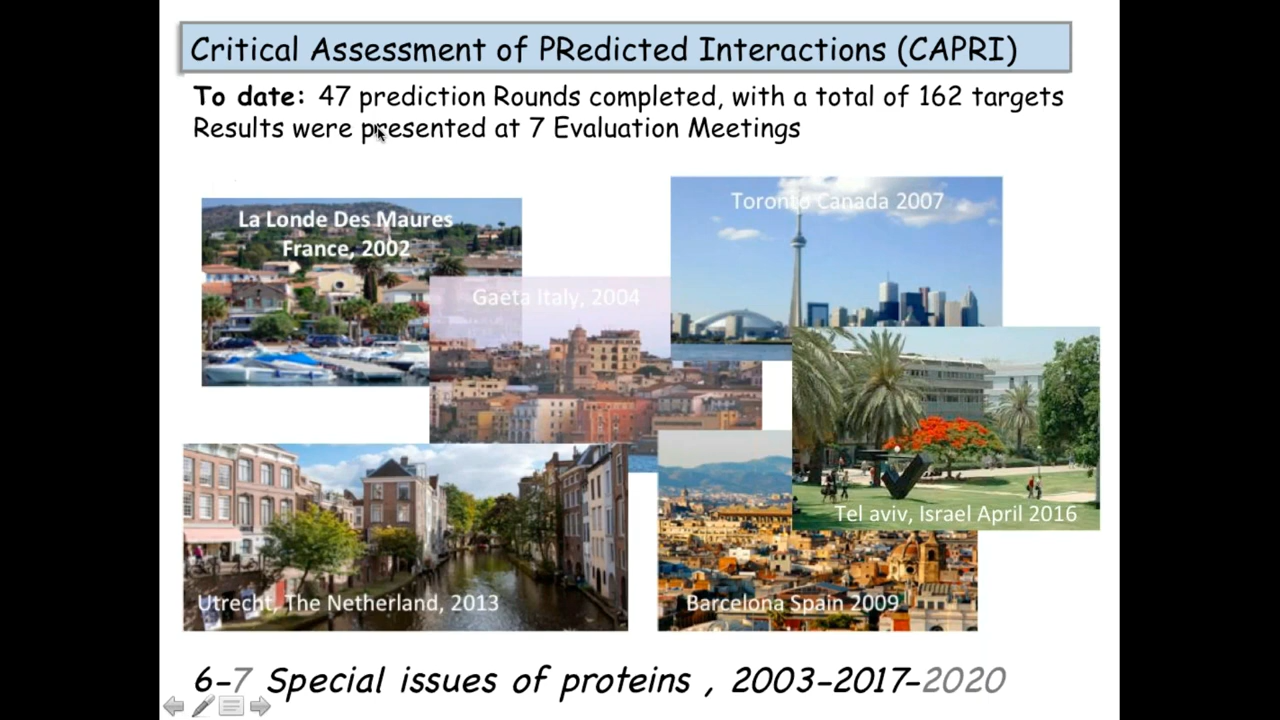 Critical Assessment of PRedicted Interactions (CAPRI)
To date: 47 prediction Rounds completed, with a total of 162 targets
Results were presented at 7 Evaluation Meetings
La Londe Des Maures
France, 2002
Toronto Canada 2007
Gaeta Italy, 2004
Tel aviv, Israel April 2016
Utrecht, The Netherland, 2013
Barcelona Spain 2009
6-7 Special issues of proteins , 2003-2017-2020